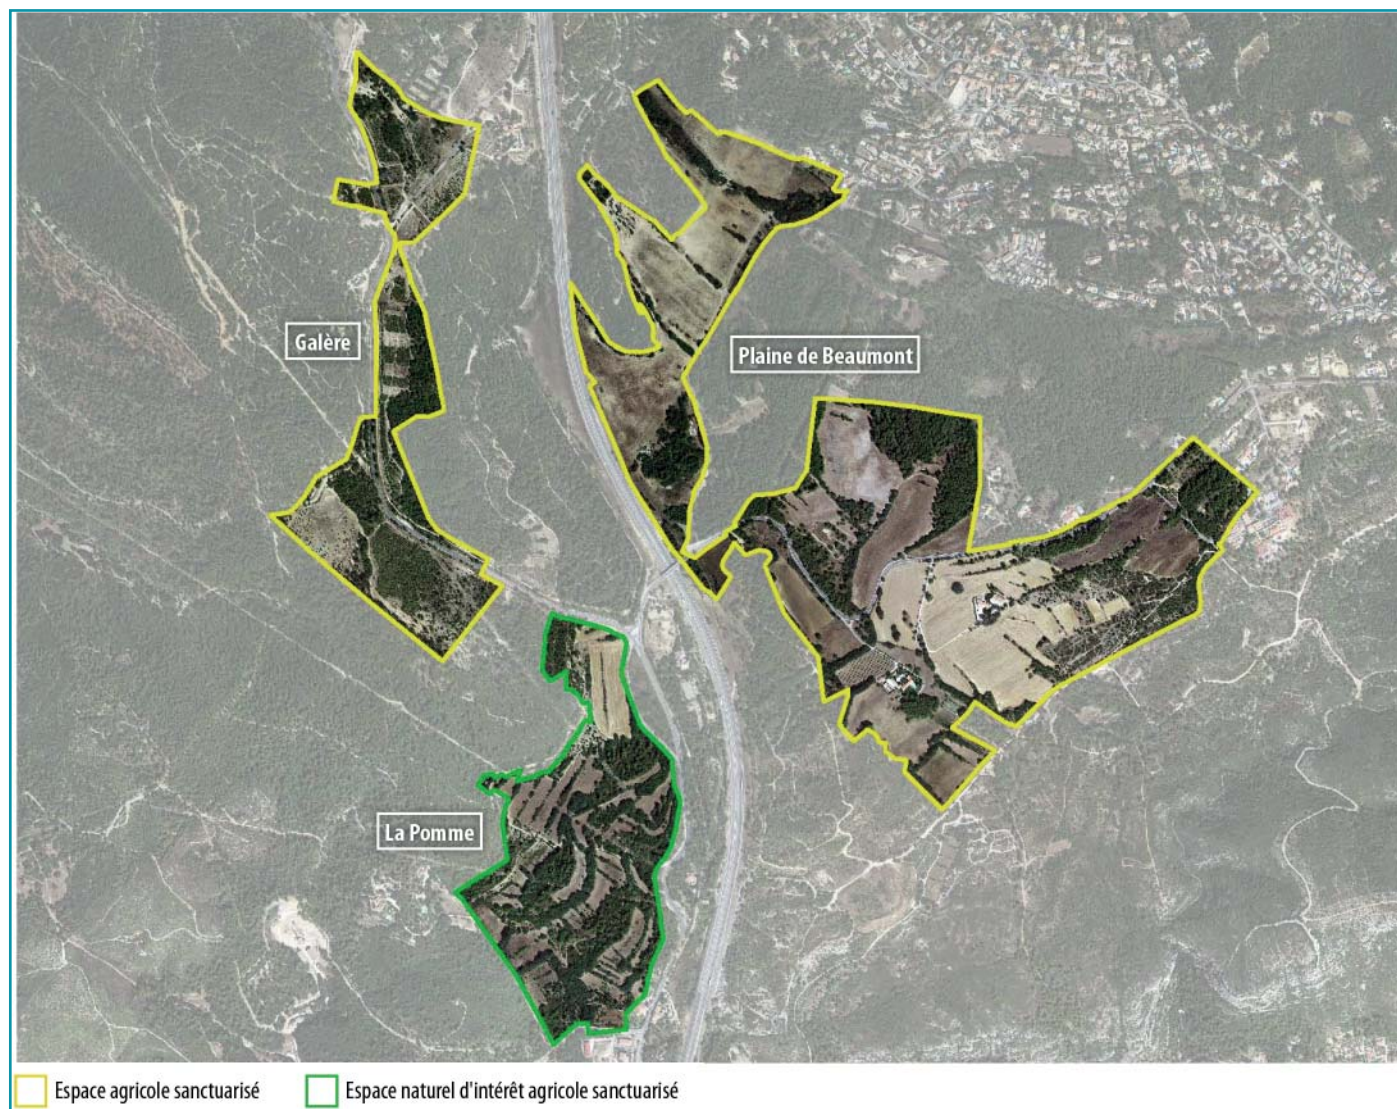 Galère
Plaine de Beaumont
La Pomme
Espace agricole sanctuarisé
Espace naturel d'intérêt agricole sanctuarisé